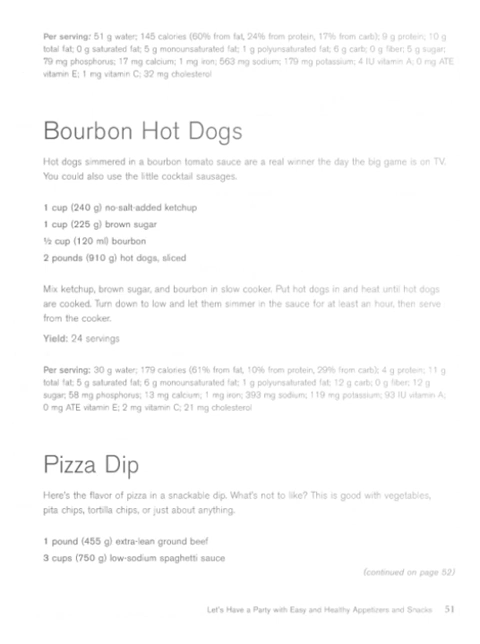 Per serving: 51 g water; 145 calories (60% from fat, 24% from protein, 17% from carb); 9 g protein; 10 g
total fat; 0 g saturated fat; 5 g monounsaturated fat; 1 g polyunsaturated fat; 6 g carb; 0 g fiber; 5 g sugar;
79 mg phosphorus; 17 mg calcium; 1 mg iron; 563 mg sodium; 179 mg potassium; 4 IU vitamin A; 0 mg ATE
vitamin E; 1 mg vitamin C; 32 mg cholesterol
Bourbon Hot Dogs
Hot dogs simmered in a bourbon tomato sauce are a real winner the day the big game is on TV.
You could also use the little cocktail sausages.
1 cup (240 g) no-salt-added ketchup
1 cup (225 g) brown sugar
½ cup (120 ml) bourbon
2 pounds (910 g) hot dogs, sliced
Mix ketchup, brown sugar, and bourbon in slow cooker. Put hot dogs in and heat until hot dogs
are cooked. Turn down to low and let them simmer in the sauce for at least an hour, then serve
from the cooker.
Yield: 24 servings
Per serving: 30 g water; 179 calories (61% from fat, 10% from protein, 29% from carb); 4 g protein; 11 g
total fat; 5 g saturated fat; 6 g monounsaturated fat; 1 g polyunsaturated fat; 12 g carb; 0 g fiber; 12 g
sugar; 58 mg phosphorus; 13 mg calcium; 1 mg iron; 393 mg sodium; 119 mg potassium; 93 IU vitamin A;
0 mg ATE vitamin E; 2 mg vitamin C; 21 mg cholesterol
Pizza Dip
Here's the flavor of pizza in a snackable dip. What's not to like? This is good with vegetables,
pita chips, tortilla chips, or just about anything.
1 pound (455 g) extra-lean ground beef
3 cups (750 g) low-sodium spaghetti sauce
(continued on page 52)
Let's Have a Party with Easy and Healthy Appetizers and Snacks 51